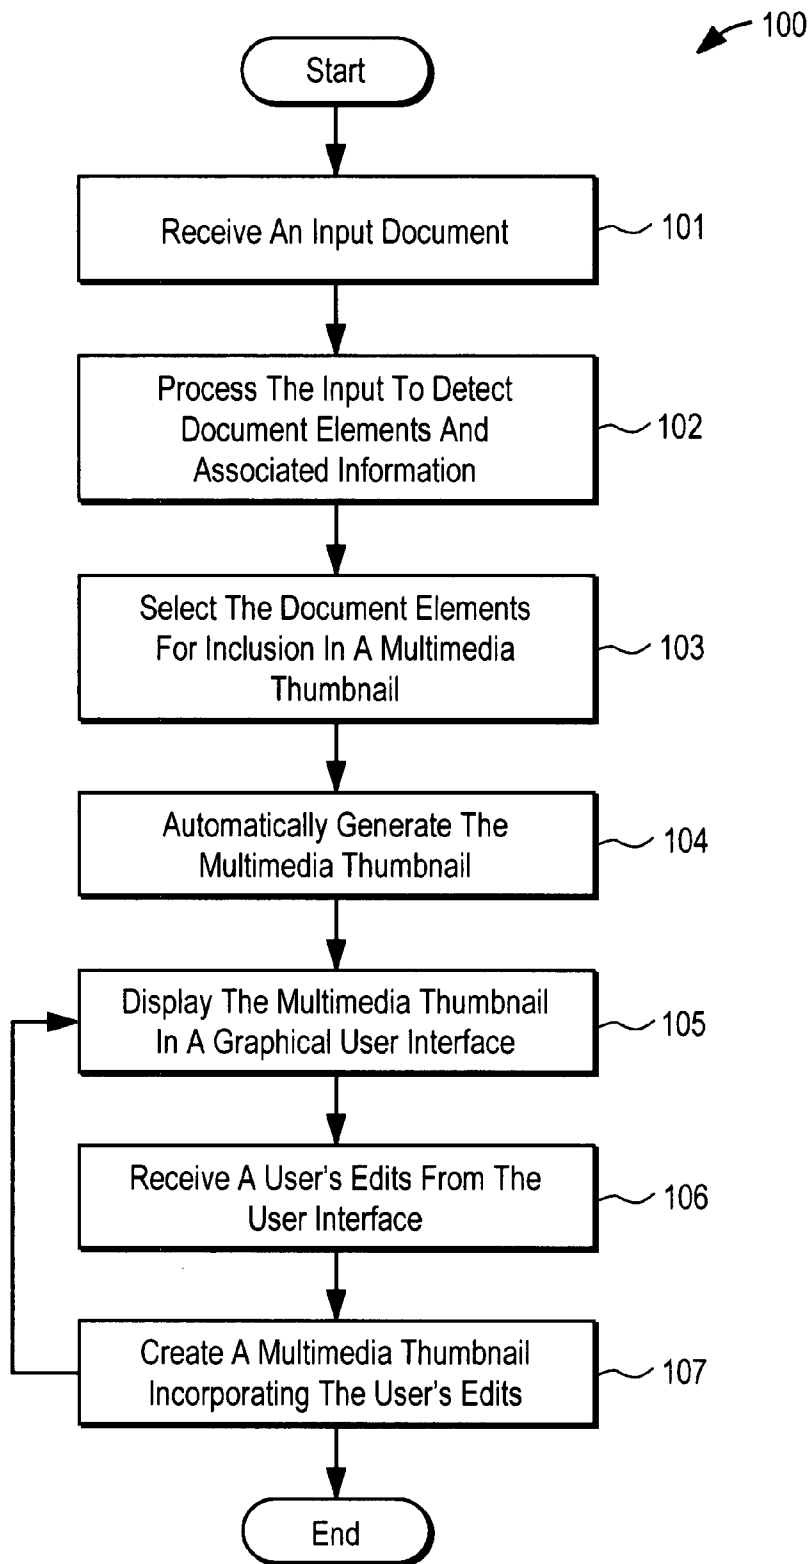 100
Start
Receive An Input Document
101
Process The Input To Detect
Document Elements And
Associated Information
102
Select The Document Elements
For Inclusion In A Multimedia
Thumbnail
103
Automatically Generate The
Multimedia Thumbnail
104
Display The Multimedia Thumbnail
In A Graphical User Interface
105
Receive A User's Edits From The
User Interface
106
Create A Multimedia Thumbnail
Incorporating The User's Edits
107
End